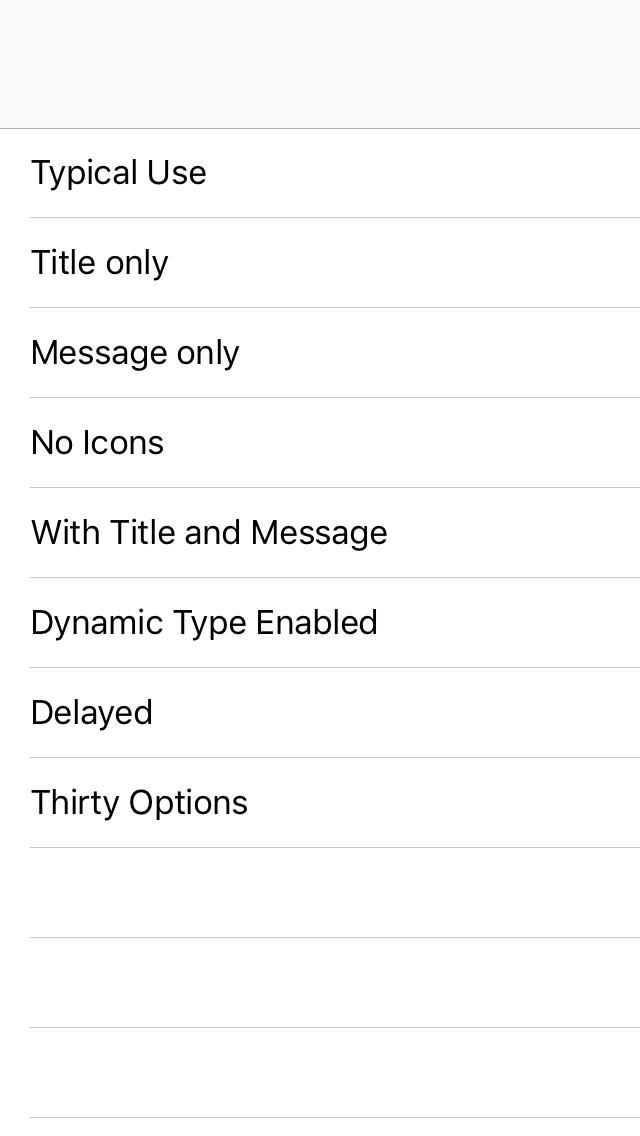 Typical Use
Title only
Message only
No Icons
With Title and Message
Dynamic Type Enabled
Delayed
Thirty Options